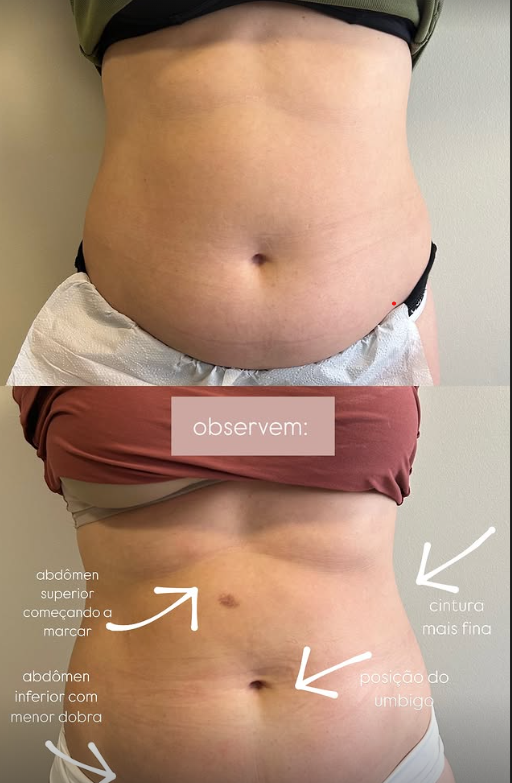 observem:
abdômen
superior
começando a
marcar
cintura
mais fina
abdômen
inferior com
menor dobra
posição do
umbigo